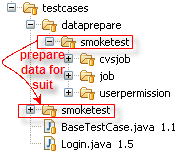 testcases
dataprepare
smoketest
cvsjob
job
userpermission
prepare
data for
suit
smoketest
BaseTestCase.java 1.1
Login.java 1.5